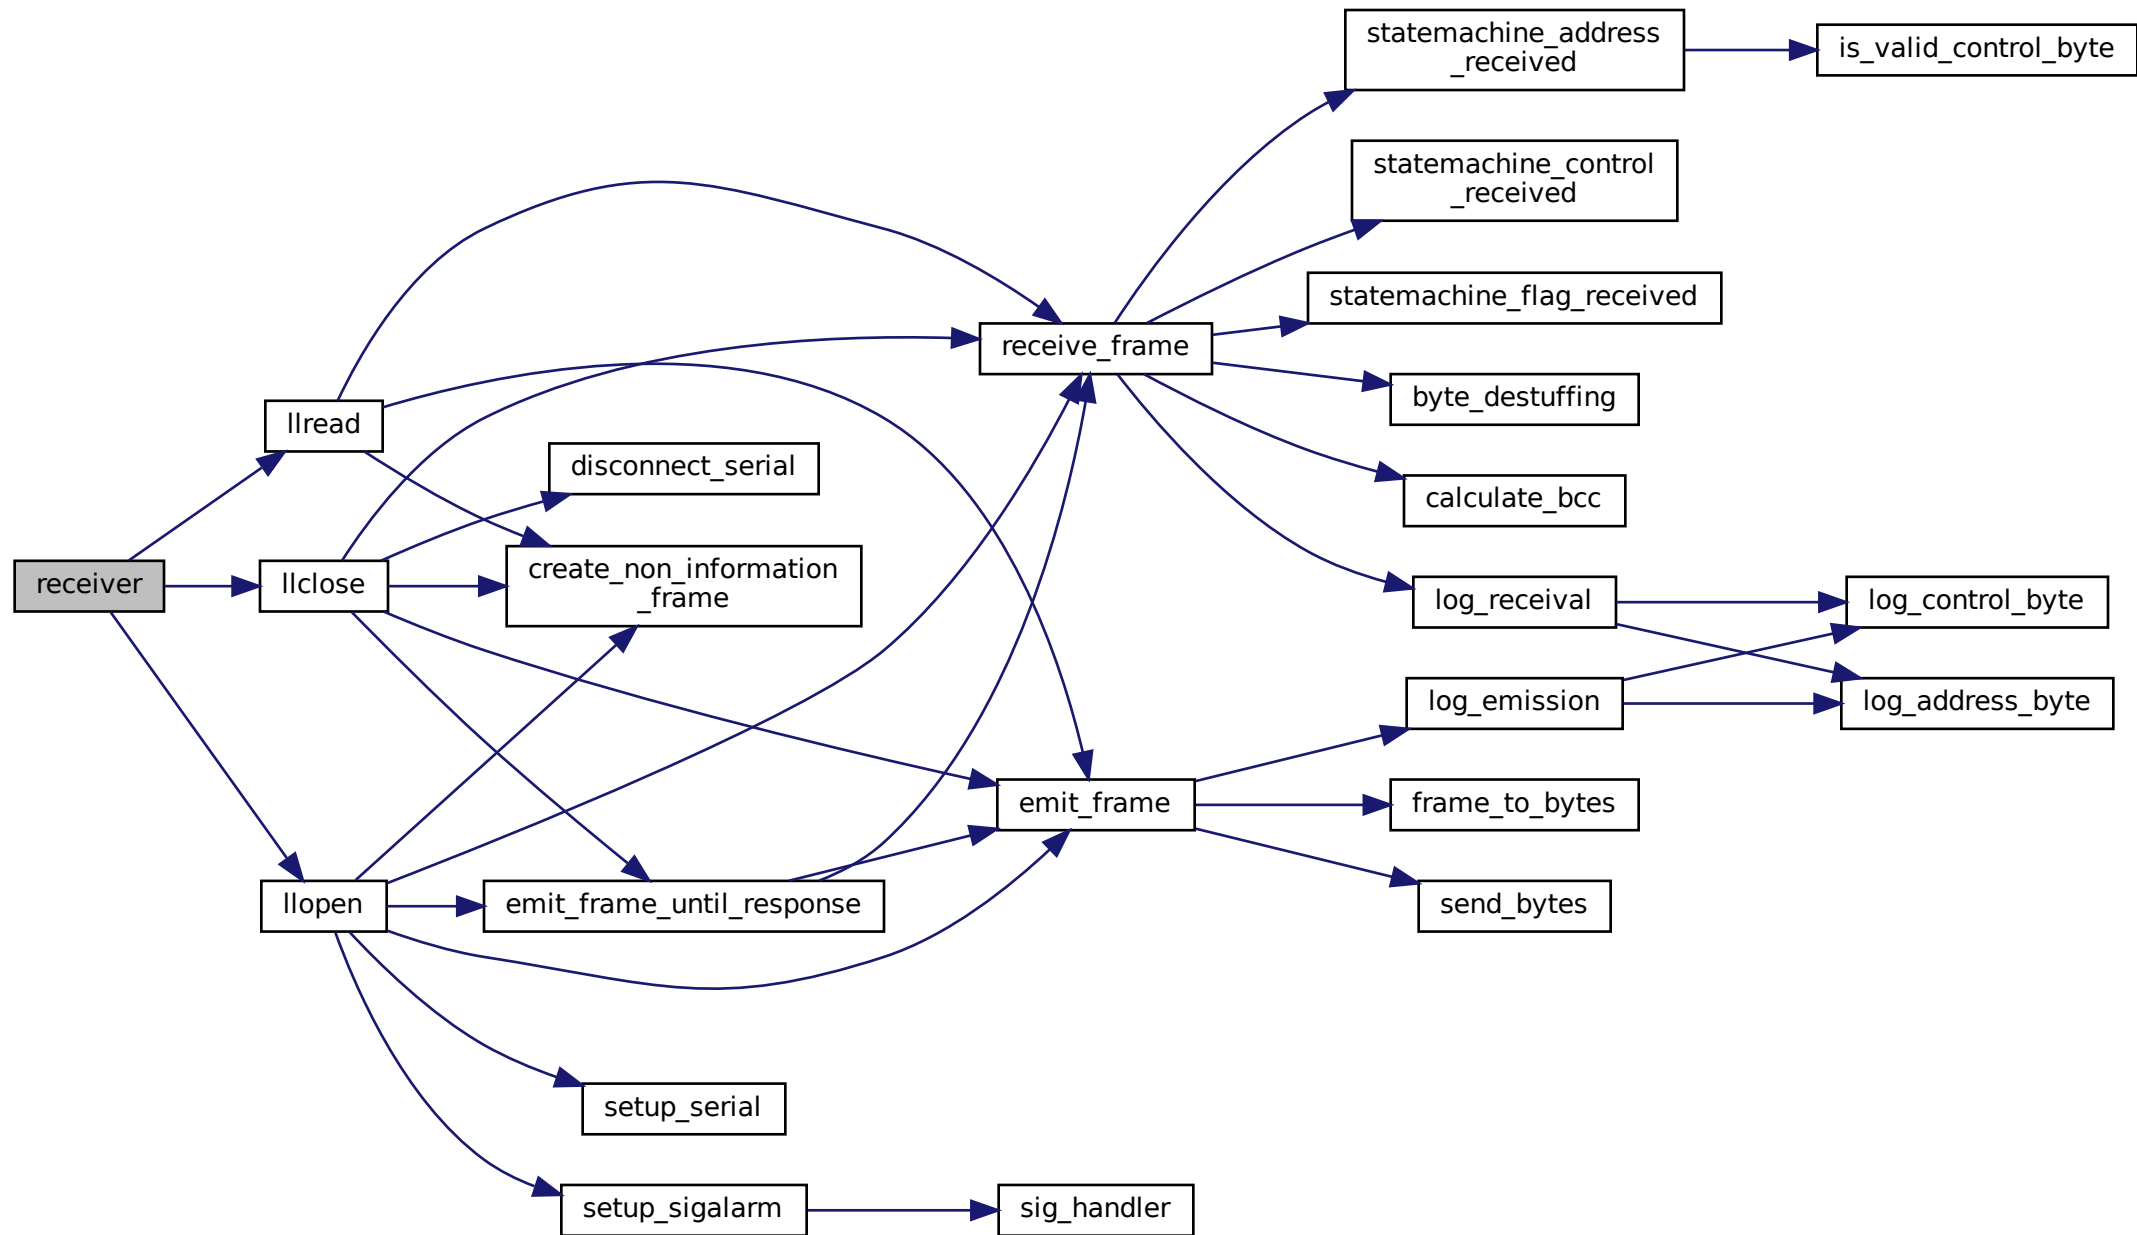 statemachine_address
_received
is_valid_control_byte
statemachine_control
_received
statemachine_flag_received
receive_frame
byte_destuffing
llread
disconnect_serial
calculate_bcc
receiver
llclose
create_non_information
_frame
log_receival
log_control_byte
log_emission
log_address_byte
emit_frame
frame_to_bytes
llopen
emit_frame_until_response
send_bytes
setup_serial
setup_sigalarm
sig_handler